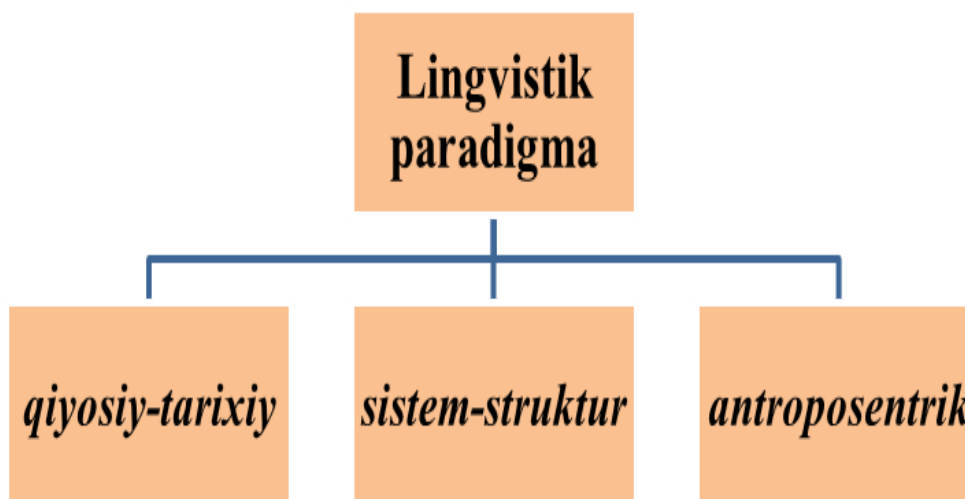 Lingvistik
paradigma
qiyosiy-tarixiy
sistem-struktur
antroposentrik